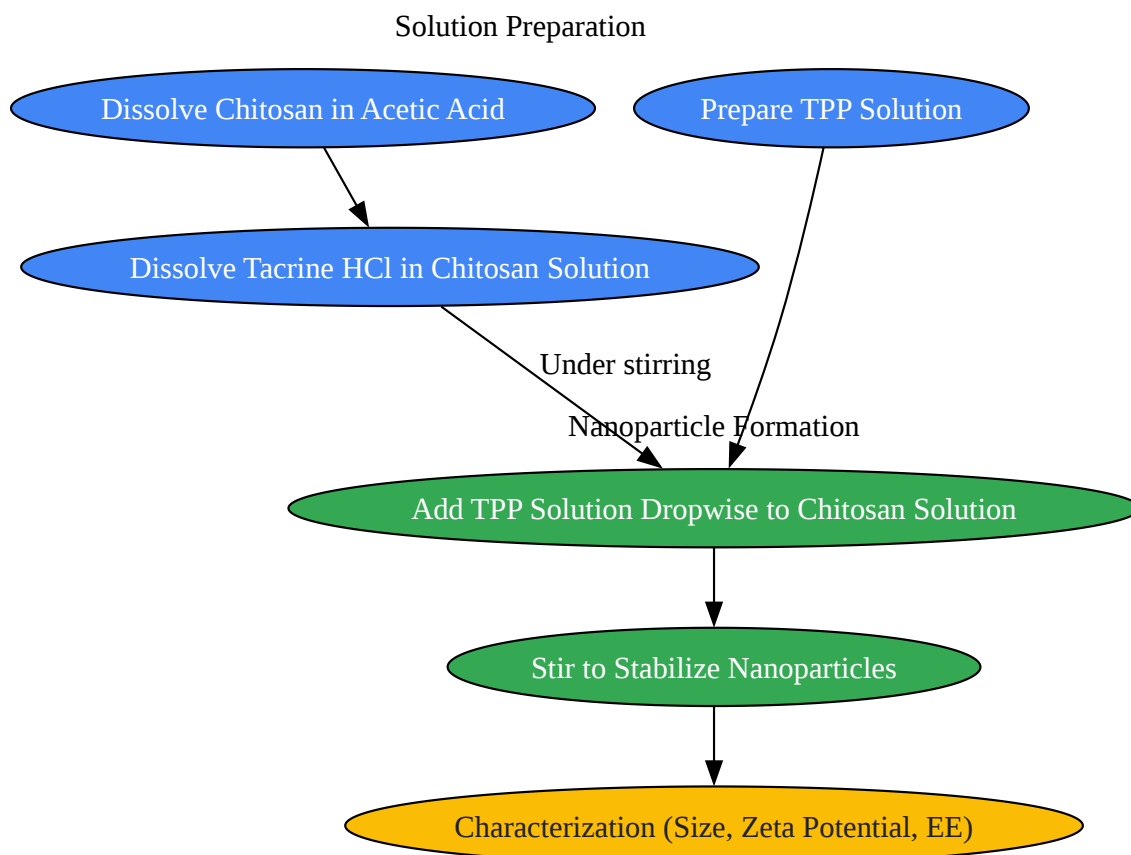 Solution Preparation
Dissolve Chitosan in Acetic Acid
Prepare TPP Solution
Dissolve Tacrine HCl in Chitosan Solution
Under stirring
Nanoparticle Formation
Add TPP Solution Dropwise to Chitosan Solution
Stir to Stabilize Nanoparticles
Characterization (Size, Zeta Potential, EE)